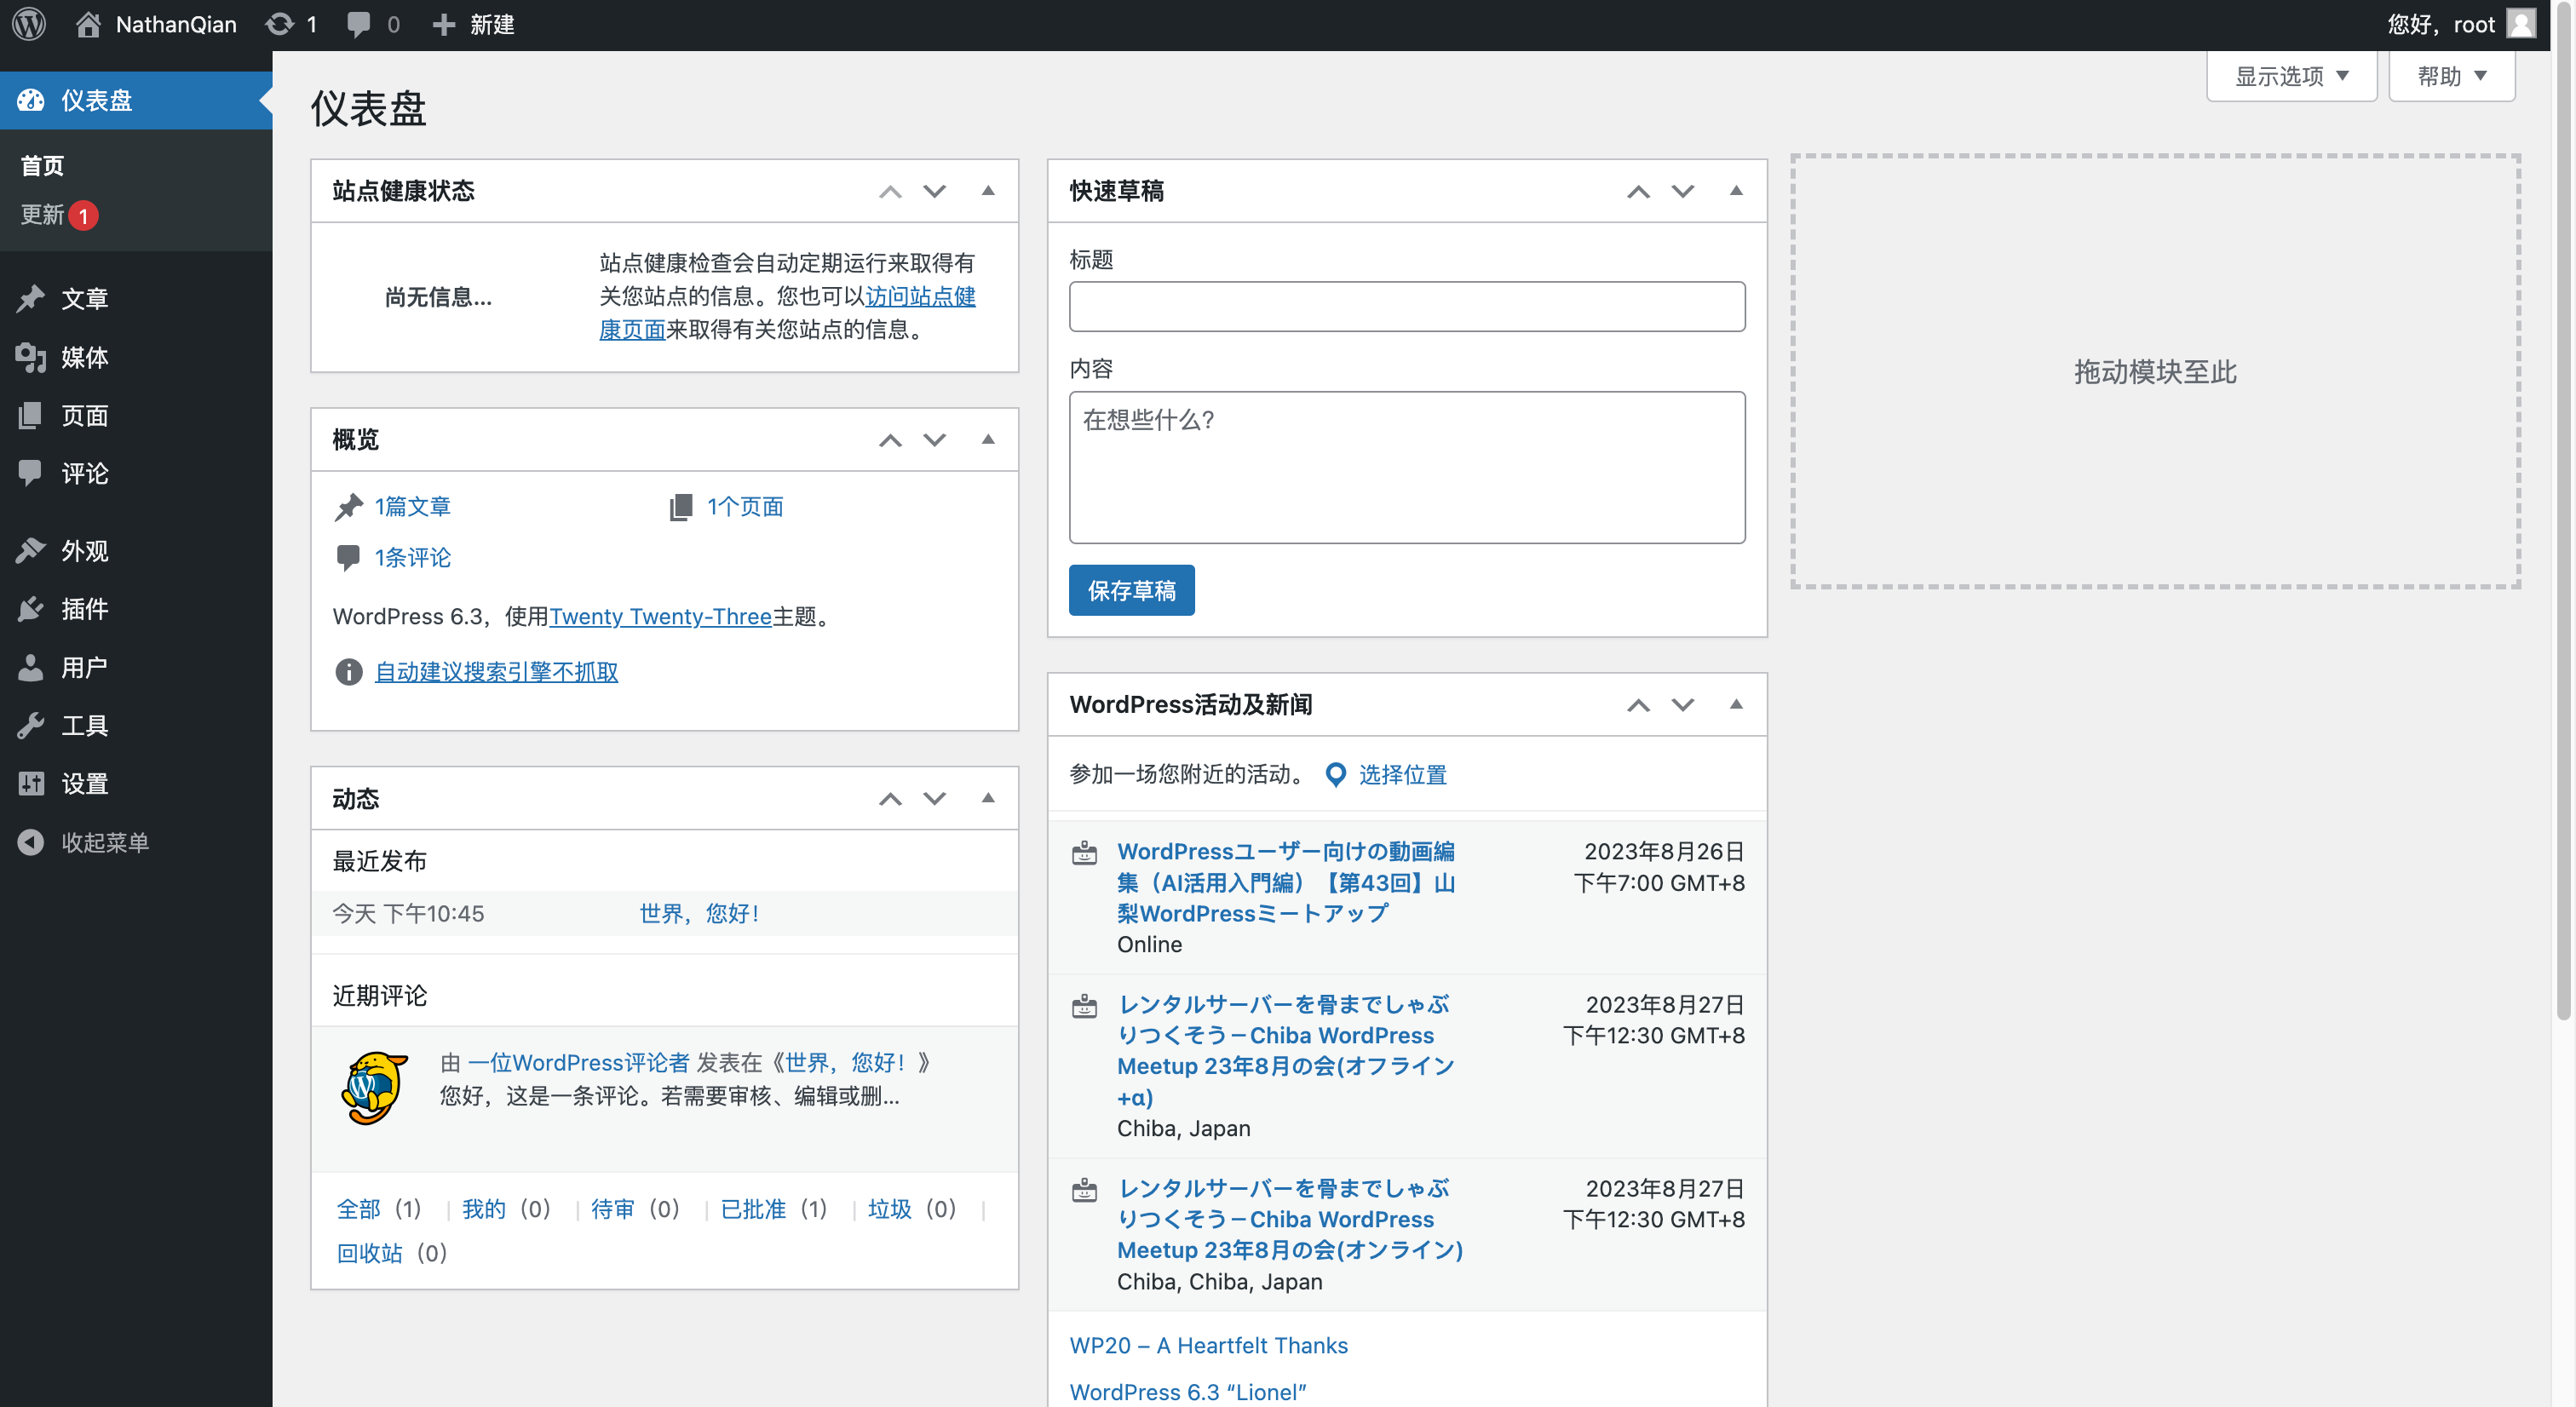 NathanQian 1 0 新建 您好，root
仪表盘
首页
更新 1
文章
媒体
页面
评论
外观
插件
用户
工具
设置
收起菜单
显示选项 帮助
仪表盘
站点健康状态
尚无信息…
站点健康检查会自动定期运行来取得有
关您站点的信息。您也可以访问站点健
康页面来取得有关您站点的信息。
概览
1篇文章 1个页面
1条评论
WordPress 6.3，使用Twenty Twenty-Three主题。
自动建议搜索引擎不抓取
动态
最近发布
今天 下午10:45 世界，您好！
近期评论
由 一位WordPress评论者 发表在《世界，您好！》
您好，这是一条评论。若需要审核、编辑或删…
全部（1） | 我的（0） | 待审（0） | 已批准（1） | 垃圾（0） |
回收站（0）
快速草稿
标题
内容
在想些什么？
保存草稿
WordPress活动及新闻
参加一场您附近的活动。 选择位置
WordPressユーザー向けの動画編
集（AI活用入門編）【第43回】山
梨WordPressミートアップ
Online
2023年8月26日
下午7:00 GMT+8
レンタルサーバーを骨までしゃぶ
りつくそう – Chiba WordPress
Meetup 23年8月の会(オフライン
+α)
Chiba, Japan
2023年8月27日
下午12:30 GMT+8
レンタルサーバーを骨までしゃぶ
りつくそう – Chiba WordPress
Meetup 23年8月の会(オンライン)
Chiba, Chiba, Japan
2023年8月27日
下午12:30 GMT+8
WP20 – A Heartfelt Thanks
WordPress 6.3 “Lionel”
拖动模块至此